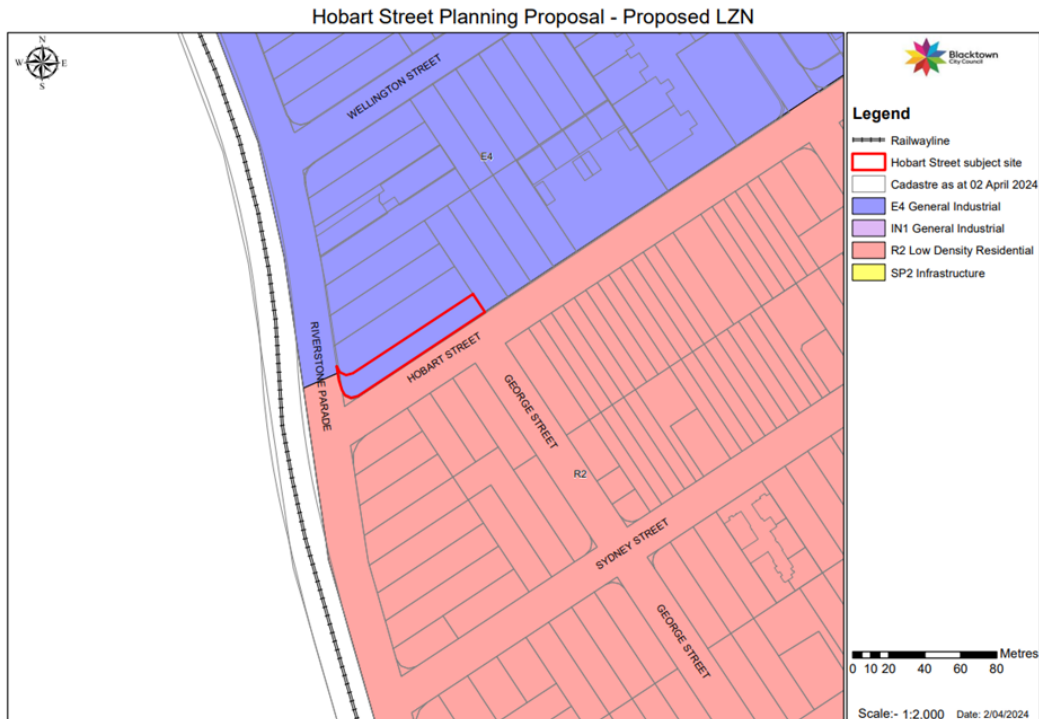 Hobart Street Planning Proposal - Proposed LZN
N
W E
S
WELLINGTON STREET
E4
RIVERSTONE PARADE
HOBART STREET
GEORGE STREET
R2
SYDNEY STREET
GEORGE STREET
Blacktown
City Council
Legend
Railwayline
Hobart Street subject site
Cadastre as at 02 April 2024
E4 General Industrial
IN1 General Industrial
R2 Low Density Residential
SP2 Infrastructure
Metres
0 10 20 40 60 80
Scale:- 1:2,000 Date: 2/04/2024